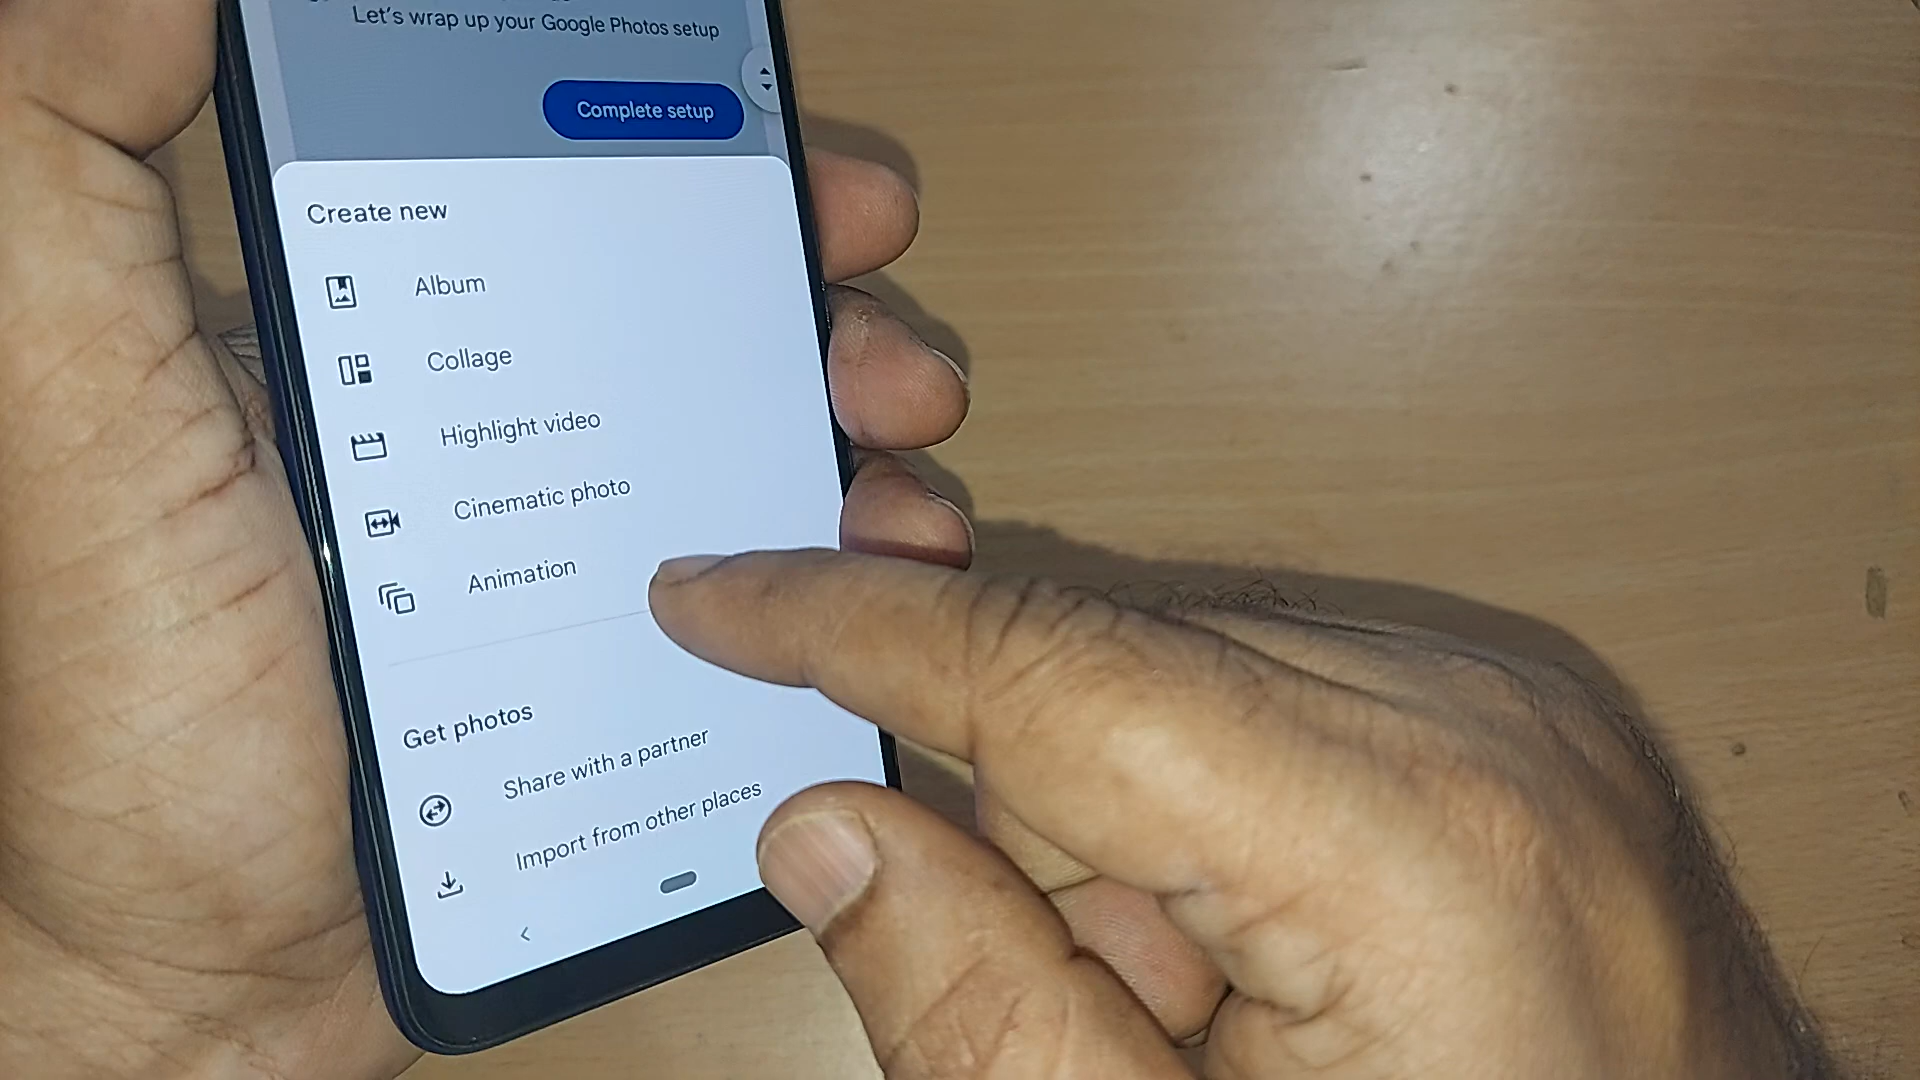 Let's wrap up your Google Photos setup
Complete setup
Create new
Album
Collage
Highlight video
Cinematic photo
Animation
Get photos
Share with a partner
Import from other places